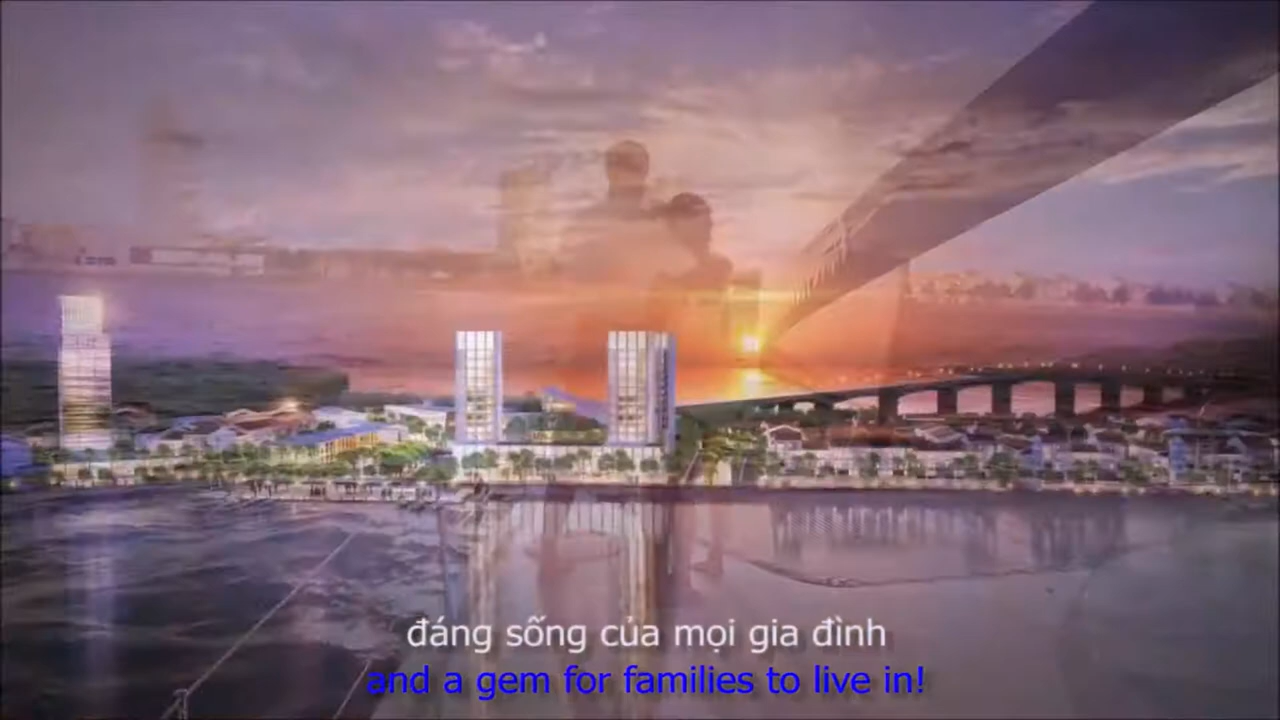 đáng sống của mọi gia đình
and a gem for families to live in!